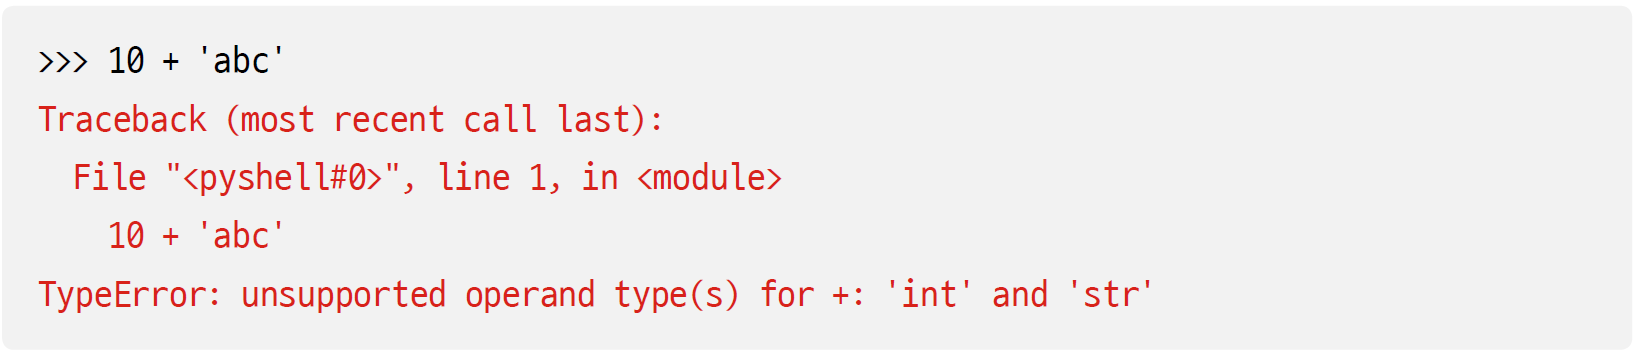 >>> 10 + 'abc'
Traceback (most recent call last):
  File "<pyshell#0>", line 1, in <module>
    10 + 'abc'
TypeError: unsupported operand type(s) for +: 'int' and 'str'